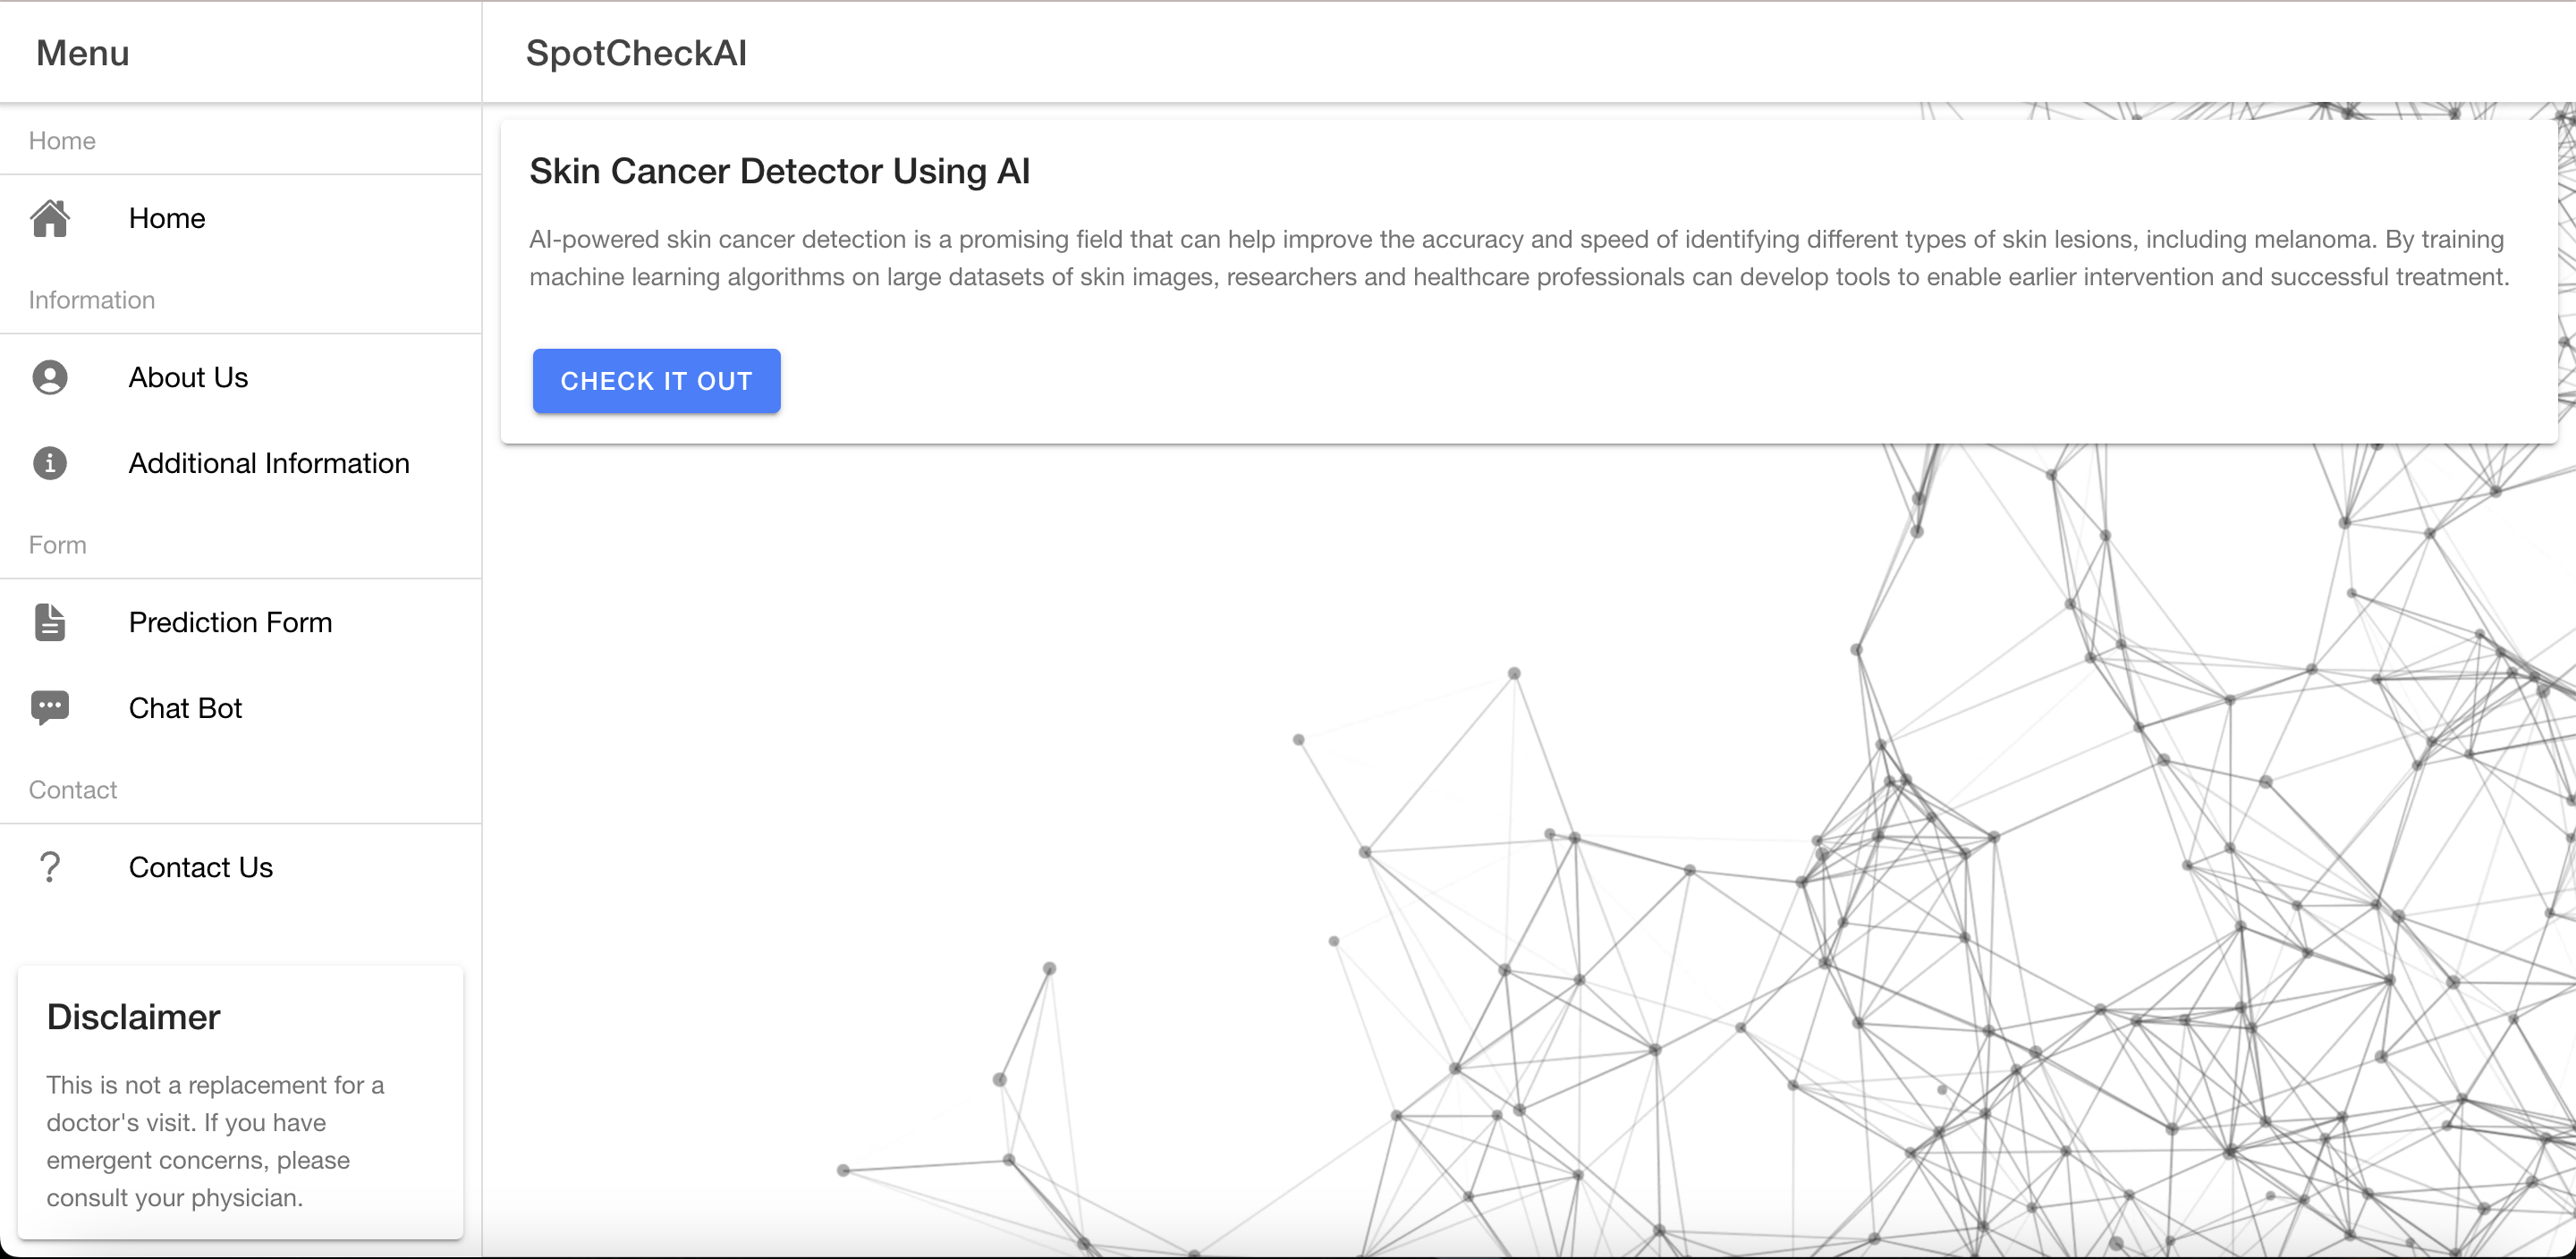 Menu
SpotCheckAI
Home
Home
Information
About Us
Additional Information
Form
Prediction Form
Chat Bot
Contact
Contact Us
Disclaimer
This is not a replacement for a
doctor's visit. If you have
emergent concerns, please
consult your physician.
Skin Cancer Detector Using AI
AI-powered skin cancer detection is a promising field that can help improve the accuracy and speed of identifying different types of skin lesions, including melanoma. By training
machine learning algorithms on large datasets of skin images, researchers and healthcare professionals can develop tools to enable earlier intervention and successful treatment.
CHECK IT OUT